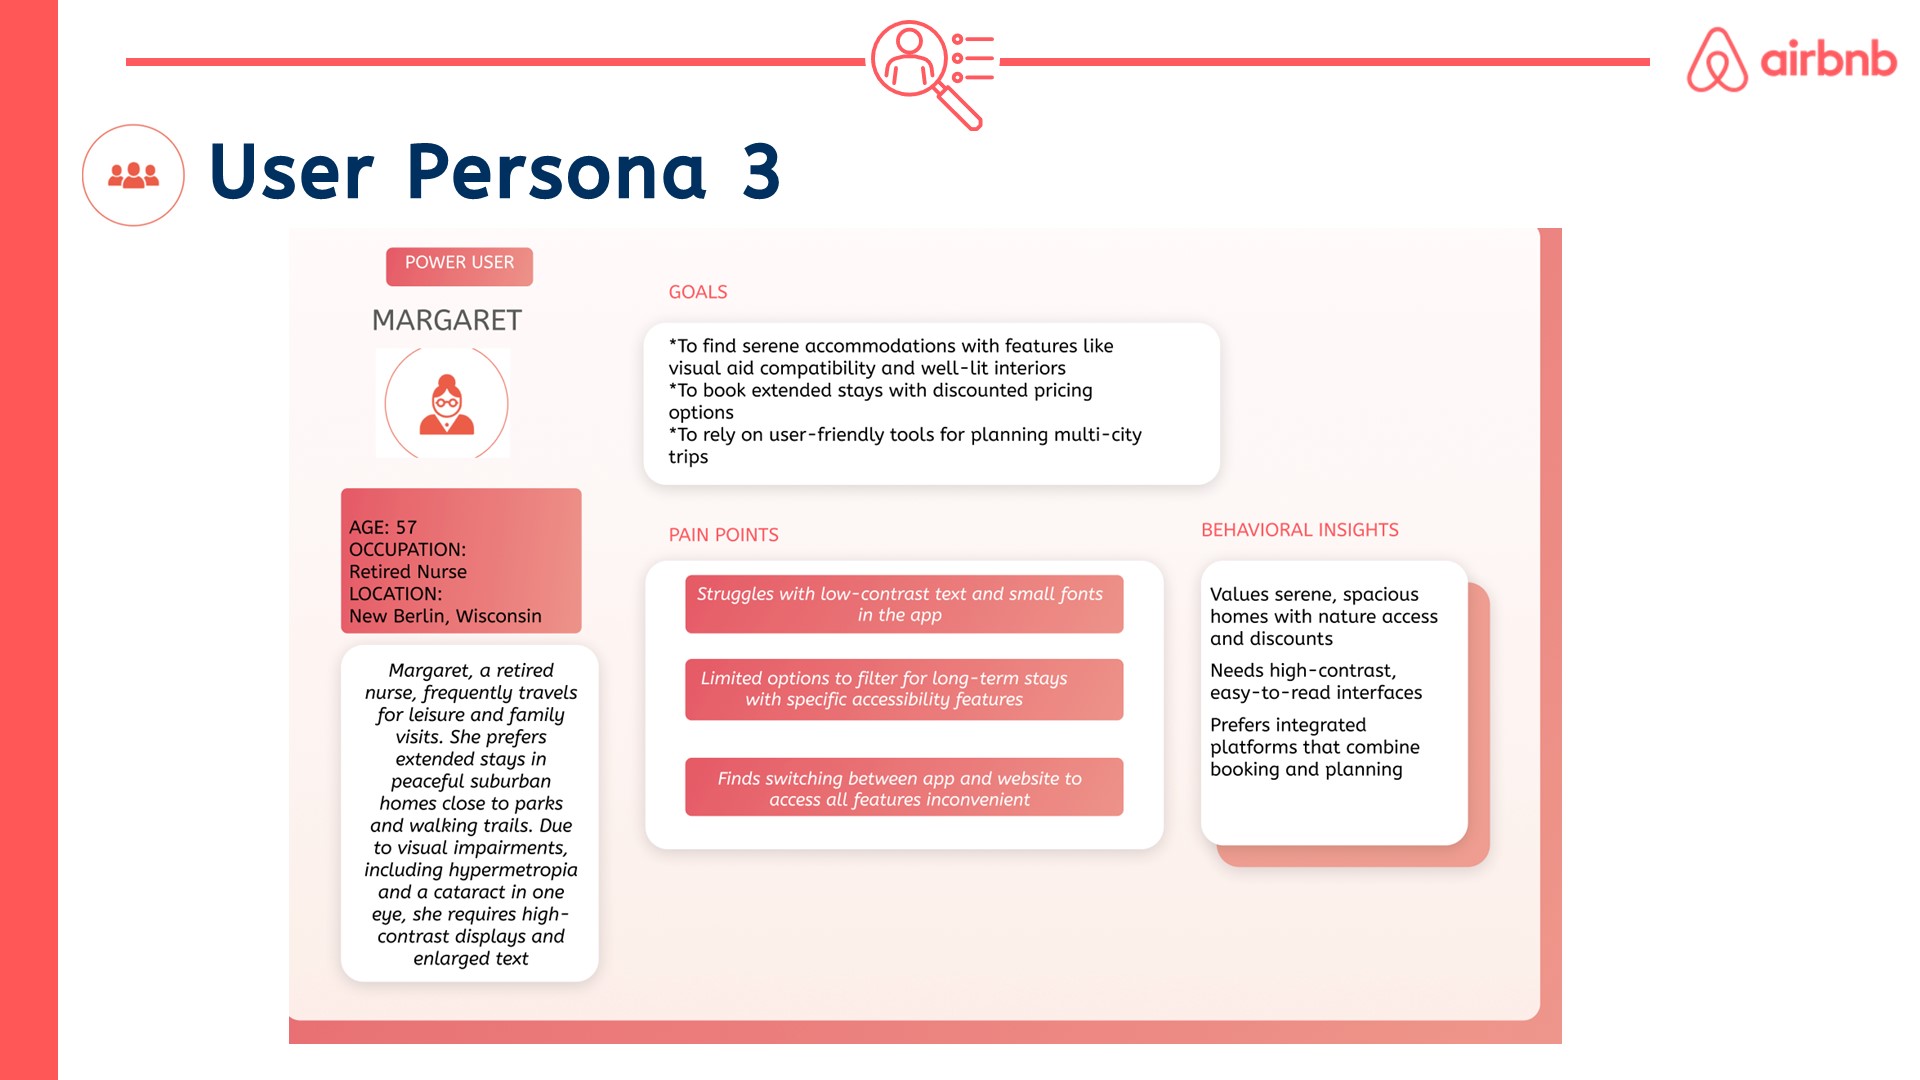 airbnb
User Persona 3
POWER USER
MARGARET
AGE: 57
OCCUPATION:
Retired Nurse
LOCATION:
New Berlin, Wisconsin
Margaret, a retired
nurse, frequently travels
for leisure and family
visits. She prefers
extended stays in
peaceful suburban
homes close to parks
and walking trails. Due
to visual impairments,
including hypermetropia
and a cataract in one
eye, she requires high-
contrast displays and
enlarged text
GOALS
*To find serene accommodations with features like
visual aid compatibility and well-lit interiors
*To book extended stays with discounted pricing
options
*To rely on user-friendly tools for planning multi-city
trips
PAIN POINTS
Struggles with low-contrast text and small fonts
in the app
Limited options to filter for long-term stays
with specific accessibility features
Finds switching between app and website to
access all features inconvenient
BEHAVIORAL INSIGHTS
Values serene, spacious
homes with nature access
and discounts
Needs high-contrast,
easy-to-read interfaces
Prefers integrated
platforms that combine
booking and planning